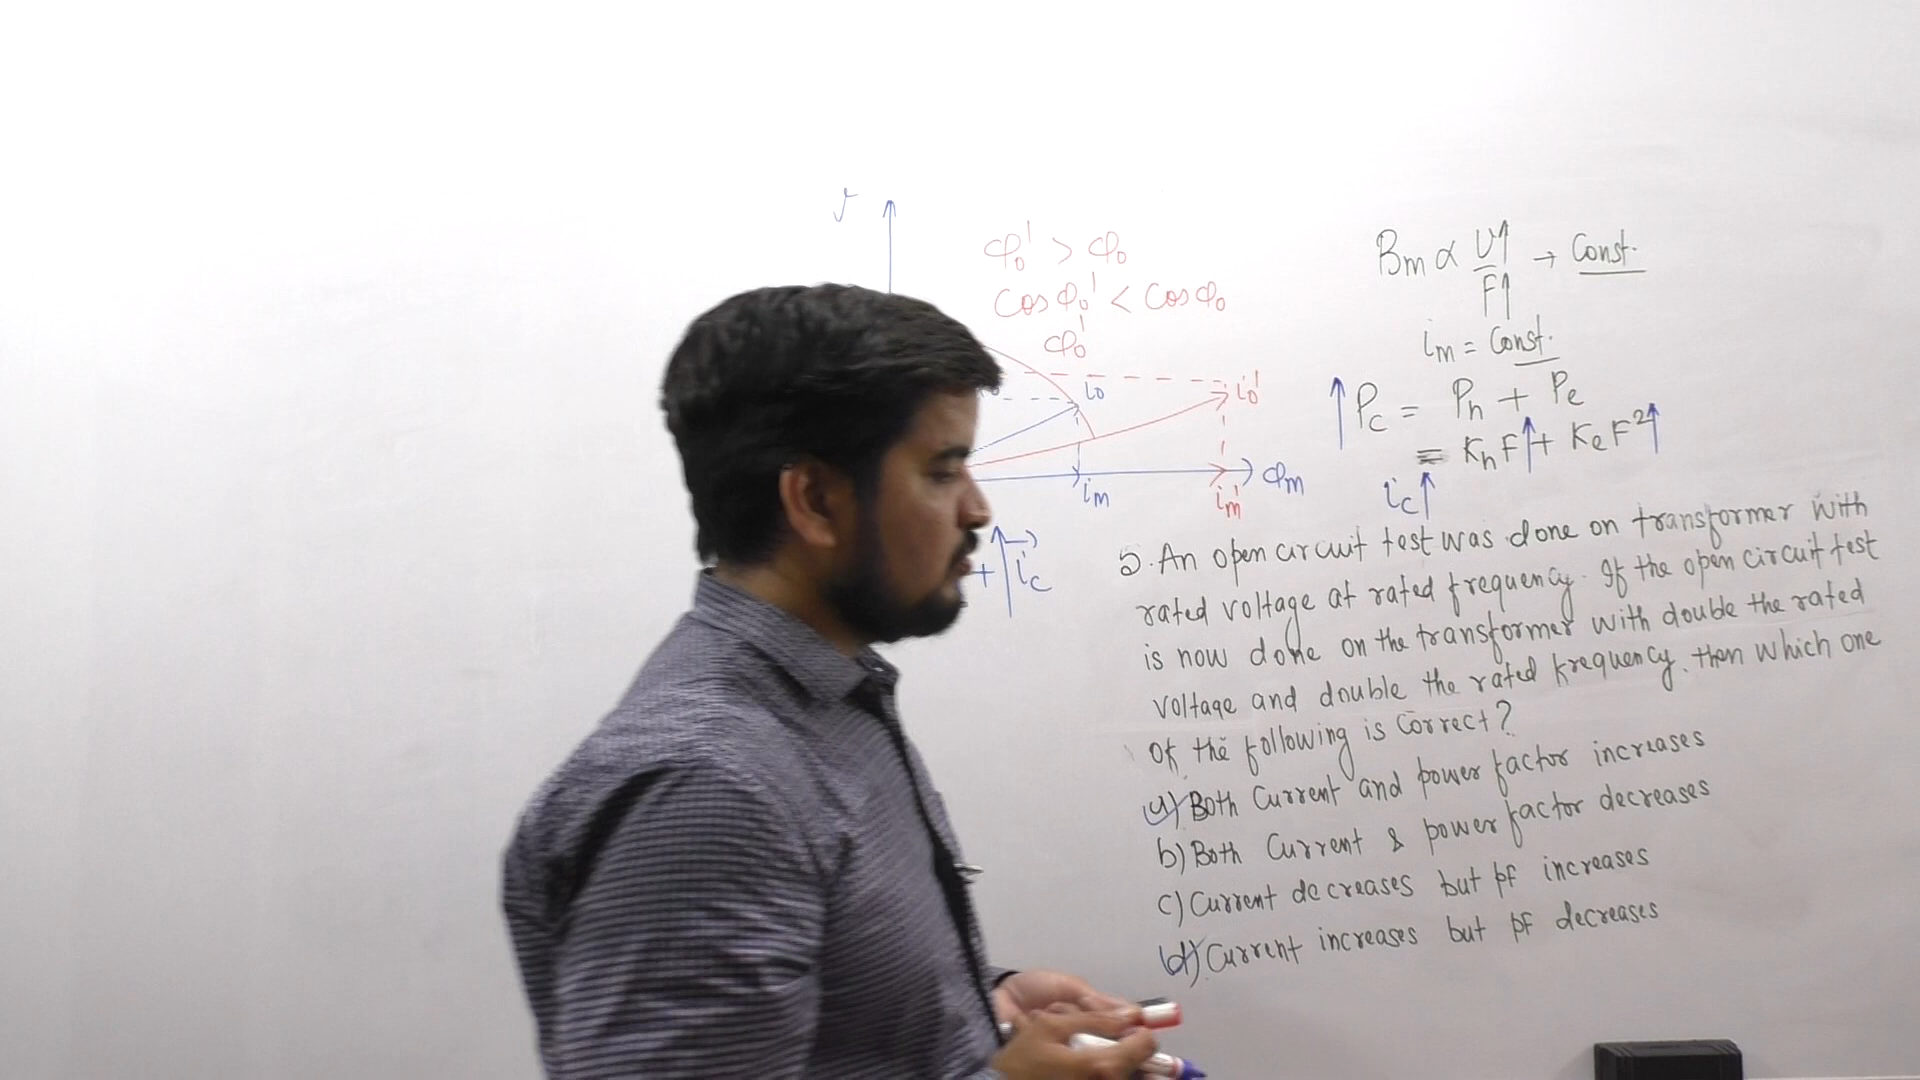 v
φ₀' > φ₀
cos φ₀' < cos φ₀
φ₀'
i₀
i₀'
iₘ
iₘ'
φₘ
+ i⃗c
Bₘ ∝ V↑/F↑ → Const.
iₘ = Const.
↑Pc = Ph + Pe
= KhF↑ + KeF²↑
ic↑
5. An open circuit test was done on transformer with
rated voltage at rated frequency. If the open circuit test
is now done on the transformer with double the rated
voltage and double the rated frequency. then which one
of the following is correct?
a) Both Current and power factor increases
b) Both Current & power factor decreases
c) Current decreases but pf increases
d) Current increases but pf decreases